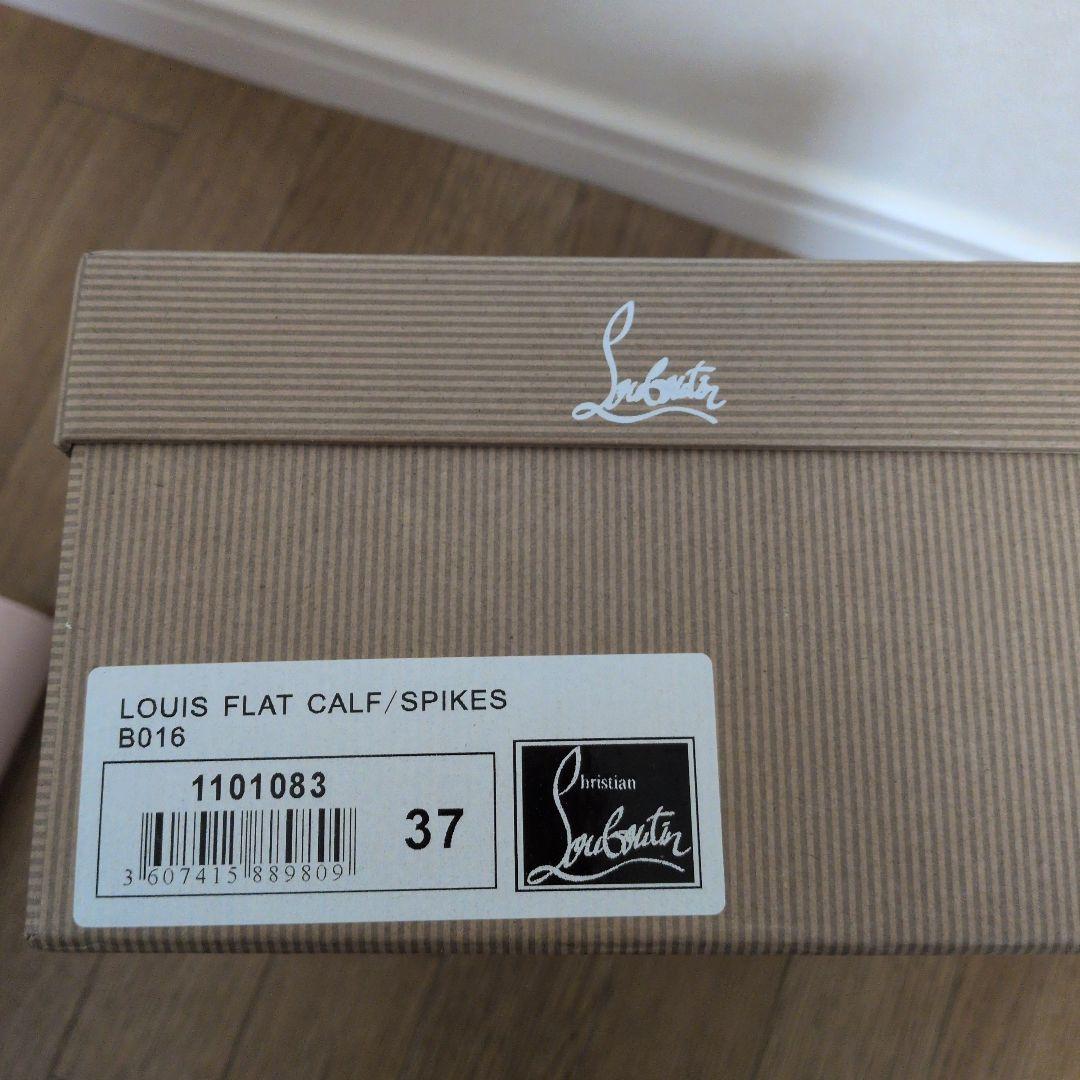 Louboutin
LOUIS FLAT CALF/SPIKES
B016
1101083
37
3 607415 889809
Christian
Louboutin